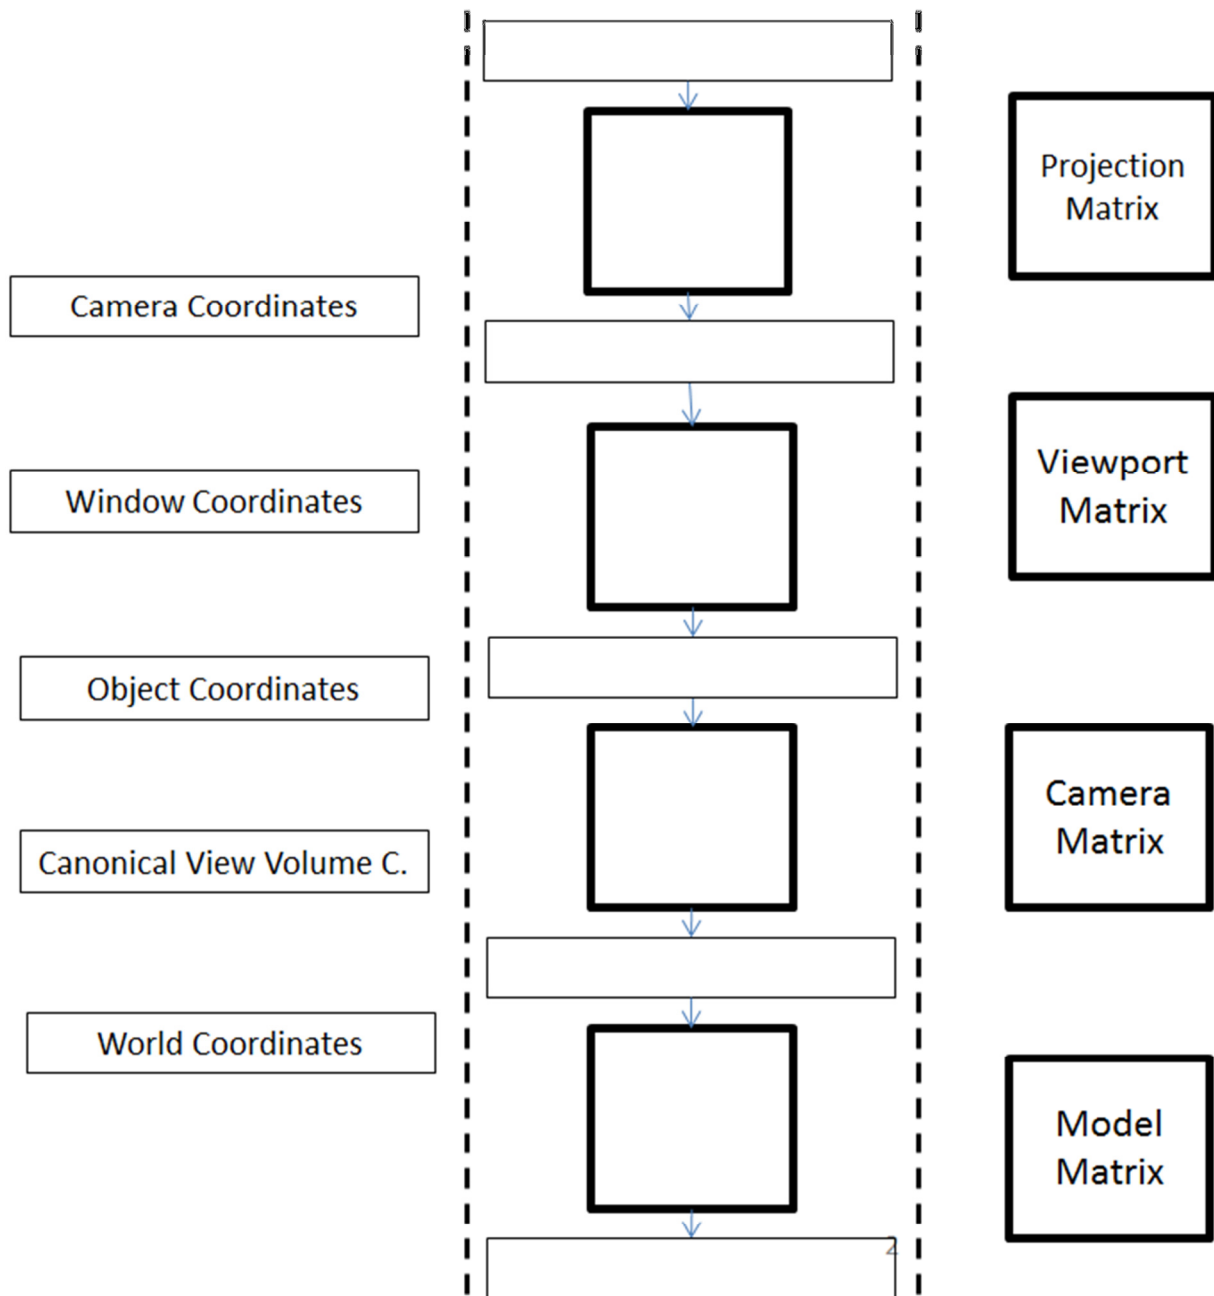 Projection
Matrix
Camera Coordinates
Viewport
Matrix
Window Coordinates
Object Coordinates
Camera
Matrix
Canonical View Volume C.
World Coordinates
Model
Matrix
2